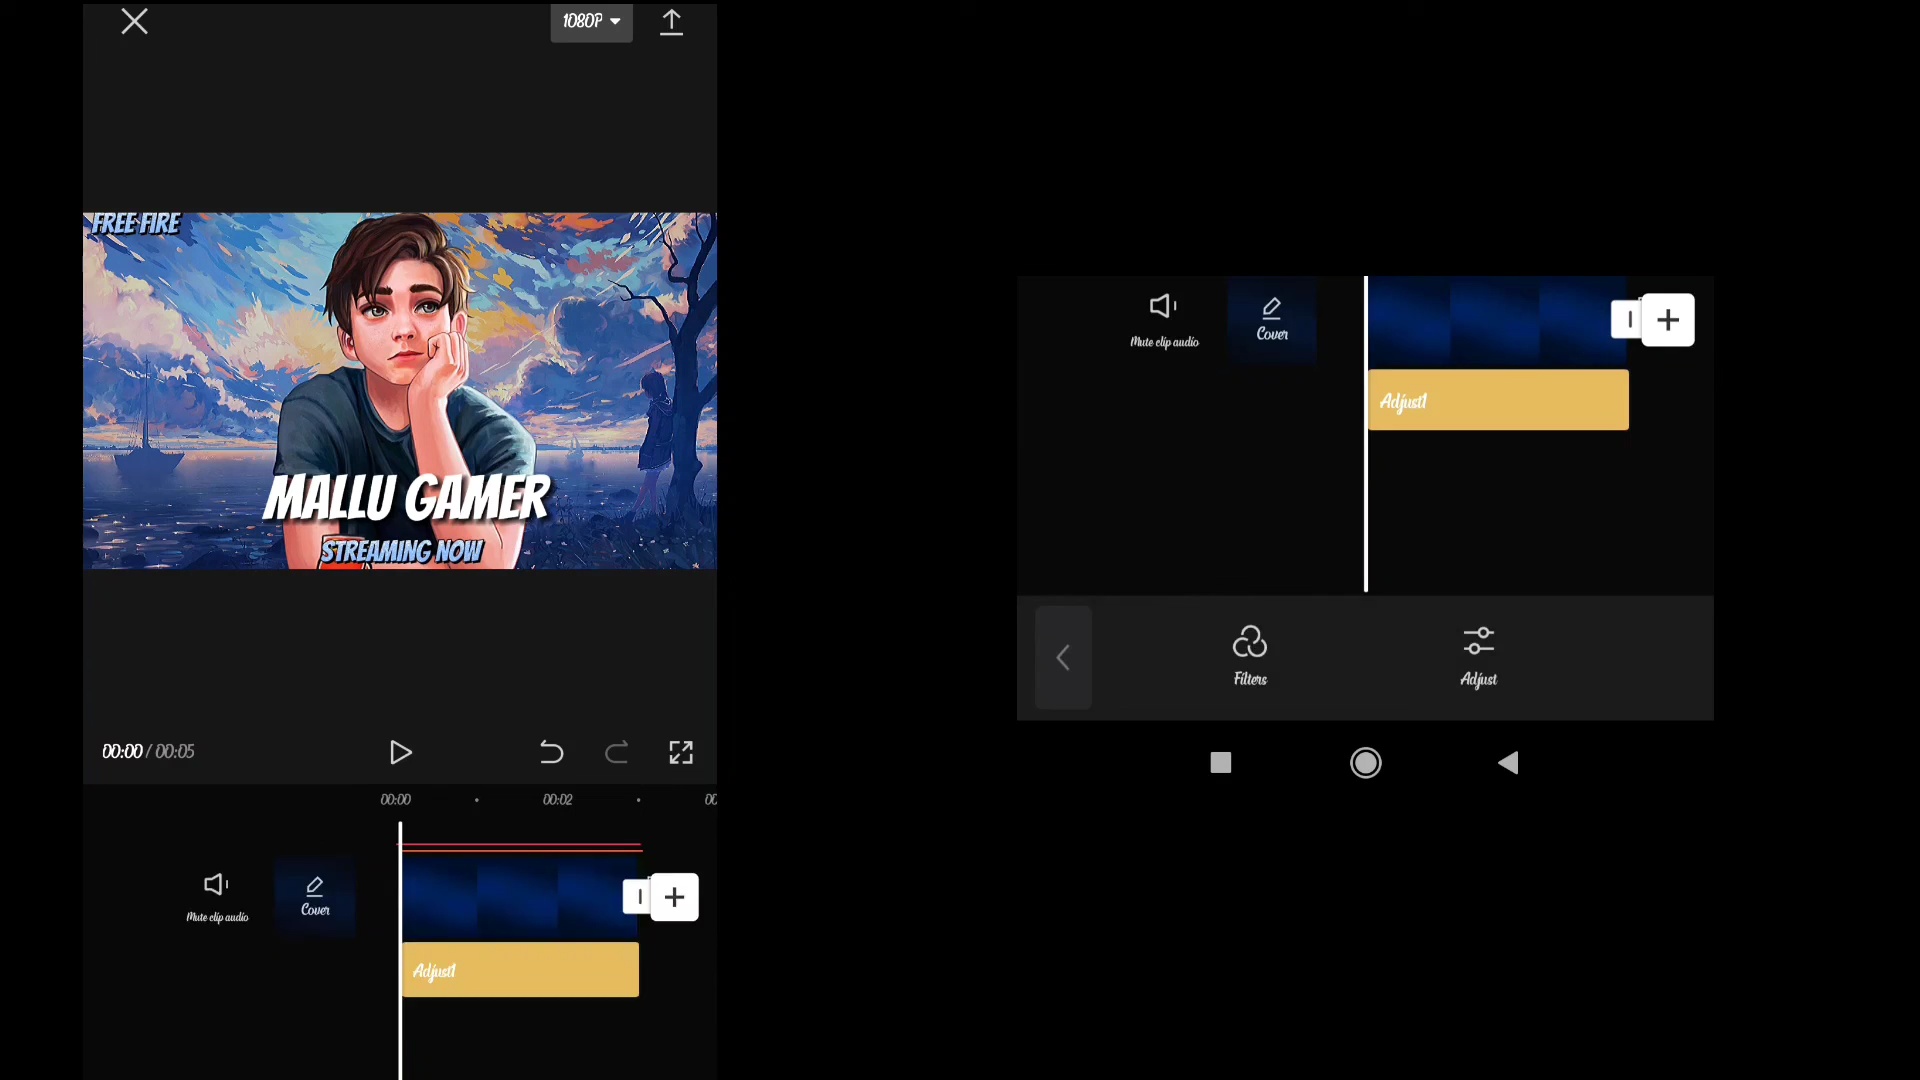 1080P
FREE FIRE
MALLU GAMER
STREAMING NOW
00:00 / 00:05
00:00 00:02
Mute clip audio
Cover
Adjust1
Mute clip audio
Cover
Adjust1
Filters
Adjust